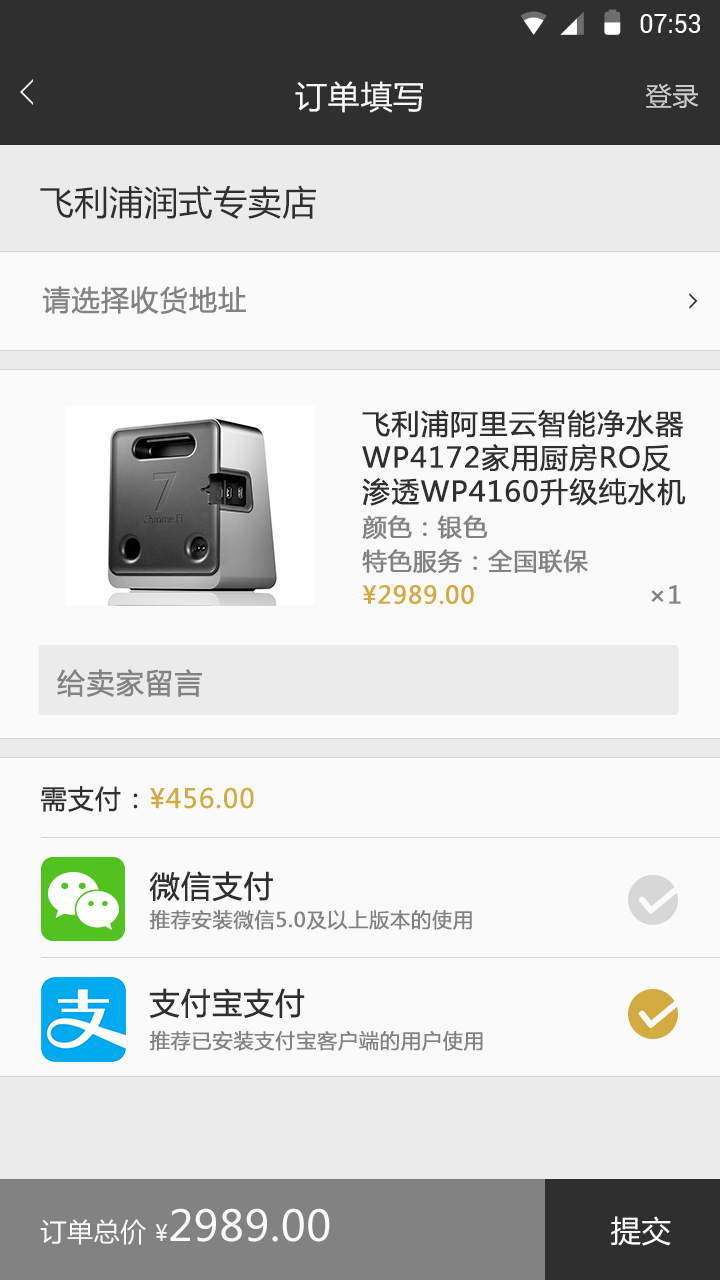 07:53
订单填写
登录
飞利浦润式专卖店
请选择收货地址
飞利浦阿里云智能净水器
WP4172家用厨房RO反
渗透WP4160升级纯水机
7
Chrome Fi
颜色：银色
特色服务：全国联保
¥2989.00 ×1
给卖家留言
需支付：¥456.00
微信支付
推荐安装微信5.0及以上版本的使用
支
支付宝支付
推荐已安装支付宝客户端的用户使用
订单总价 ¥2989.00
提交